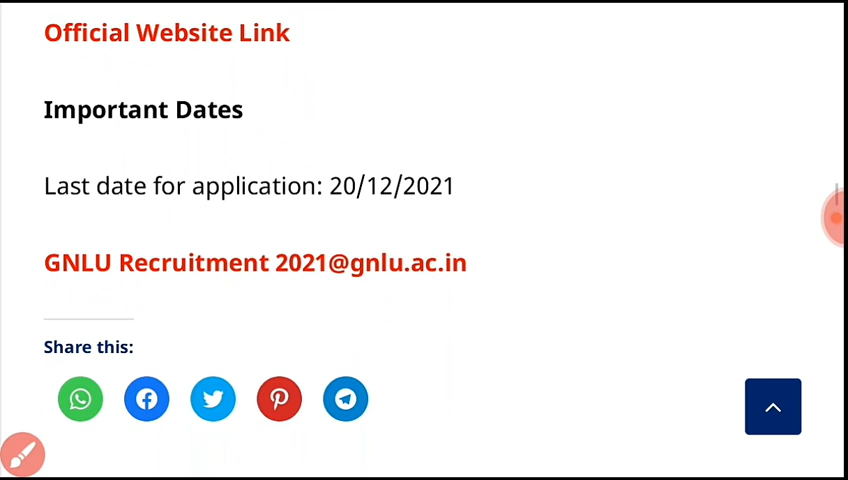 Official Website Link
Important Dates
Last date for application: 20/12/2021
GNLU Recruitment 2021@gnlu.ac.in
Share this: